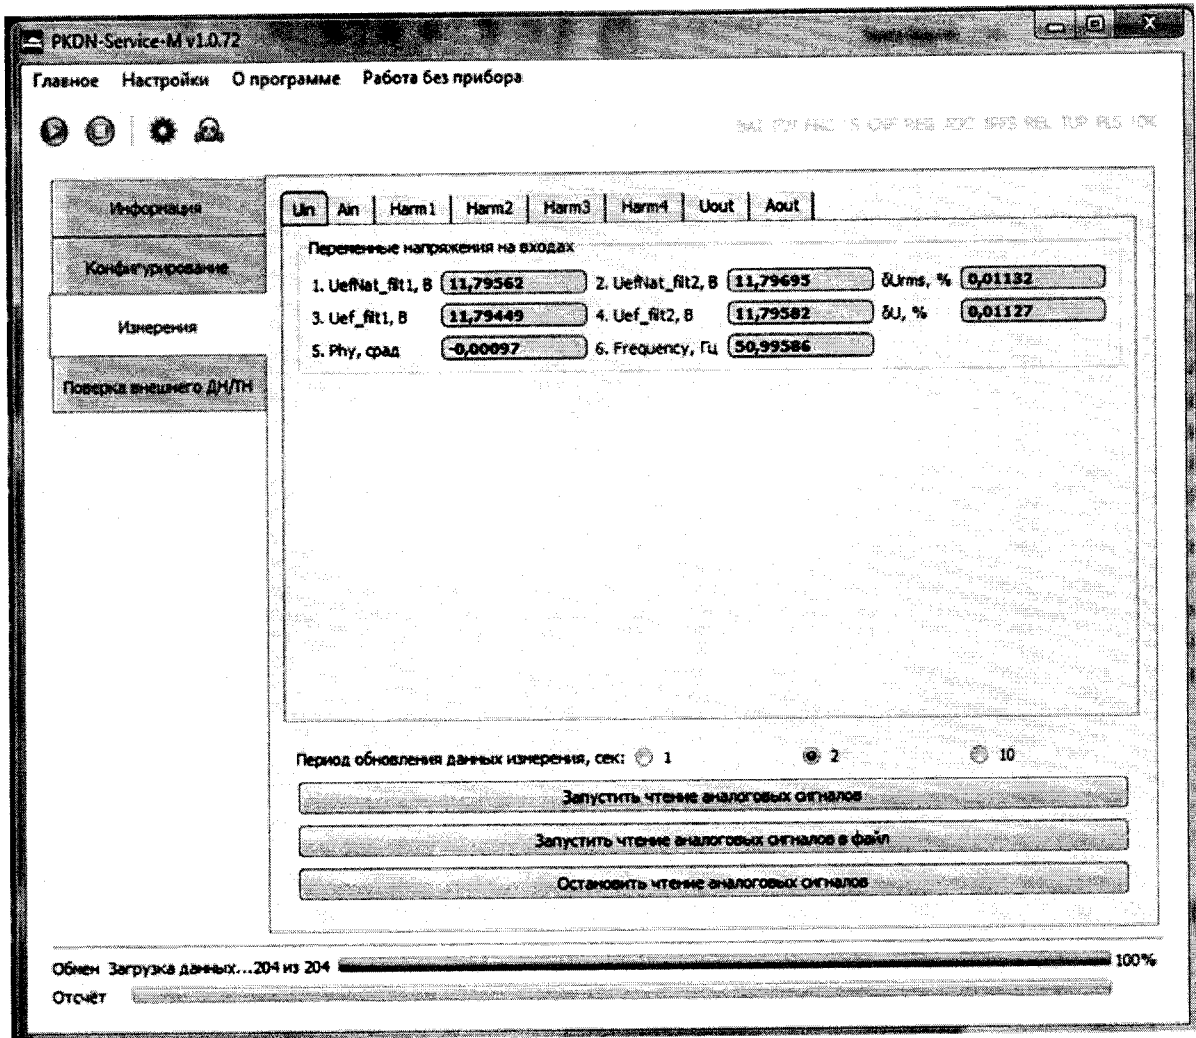 PKDN-Service-M v1.0.72
Главное Настройки О программе Работа без прибора
REL TUP PLS
Информация
Конфигурирование
Измерения
Поверка внешнего ДН/ТН
Uin Ain Harm1 Harm2 Harm3 Harm4 Uout Aout
Переменные напряжения на входах
1. UefNat_filt1, В 11,79562 2. UefNat_filt2, В 11,79695 δUrms, % 0,01132
3. Uef_filt1, В 11,79449 4. Uef_filt2, В 11,79582 δU, % 0,01127
5. Phy, срад -0,00097 6. Frequency, Гц 50,99586
Период обновления данных измерения, сек: 1 2 10
Запустить чтение аналоговых сигналов
Запустить чтение аналоговых сигналов в файл
Остановить чтение аналоговых сигналов
Обмен Загрузка данных...204 из 204 100%
Отсчёт